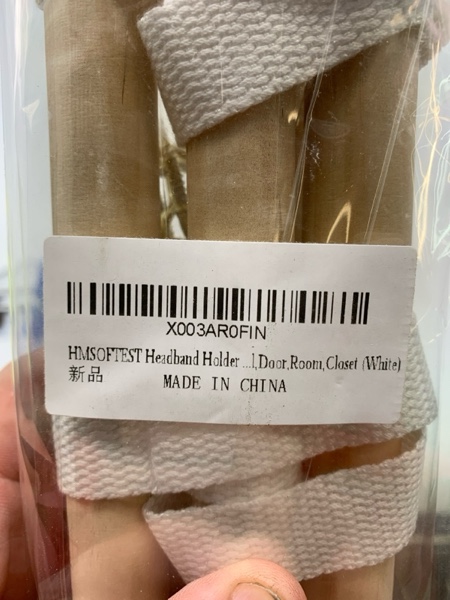 X003AR0FIN
HMSOFTEST Headband Holder ...l,Door,Room,Closet (White)
新品
MADE IN CHINA